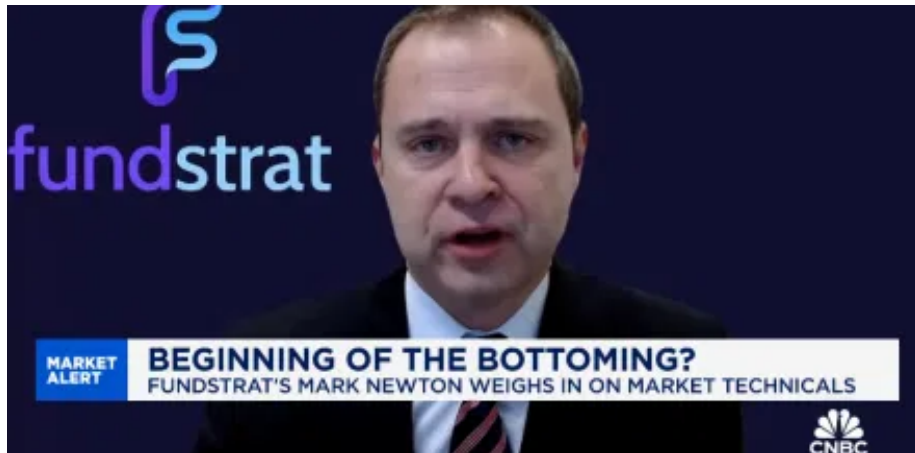 fundstrat
MARKET
ALERT
BEGINNING OF THE BOTTOMING?
FUNDSTRAT'S MARK NEWTON WEIGHS IN ON MARKET TECHNICALS
CNBC